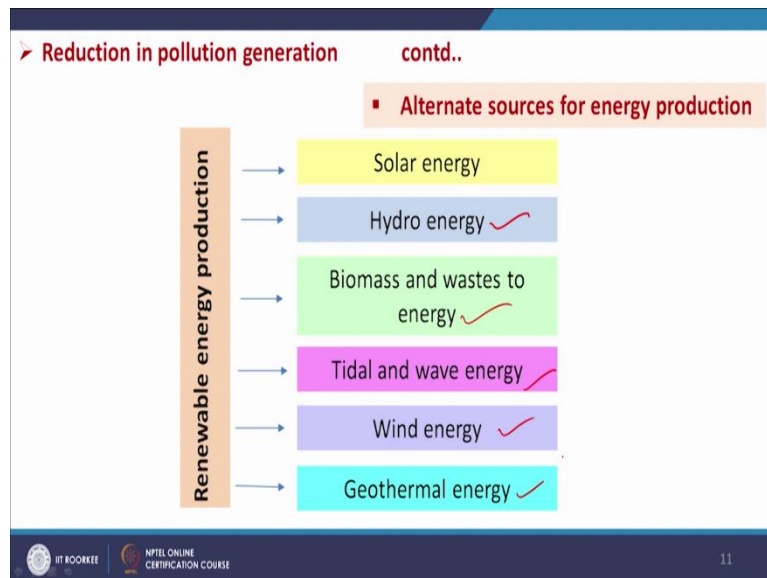 ➢ Reduction in pollution generation contd..
▪ Alternate sources for energy production
Renewable energy production
Solar energy
Hydro energy
Biomass and wastes to
energy
Tidal and wave energy
Wind energy
Geothermal energy
IIT ROORKEE
NPTEL ONLINE
CERTIFICATION COURSE
11